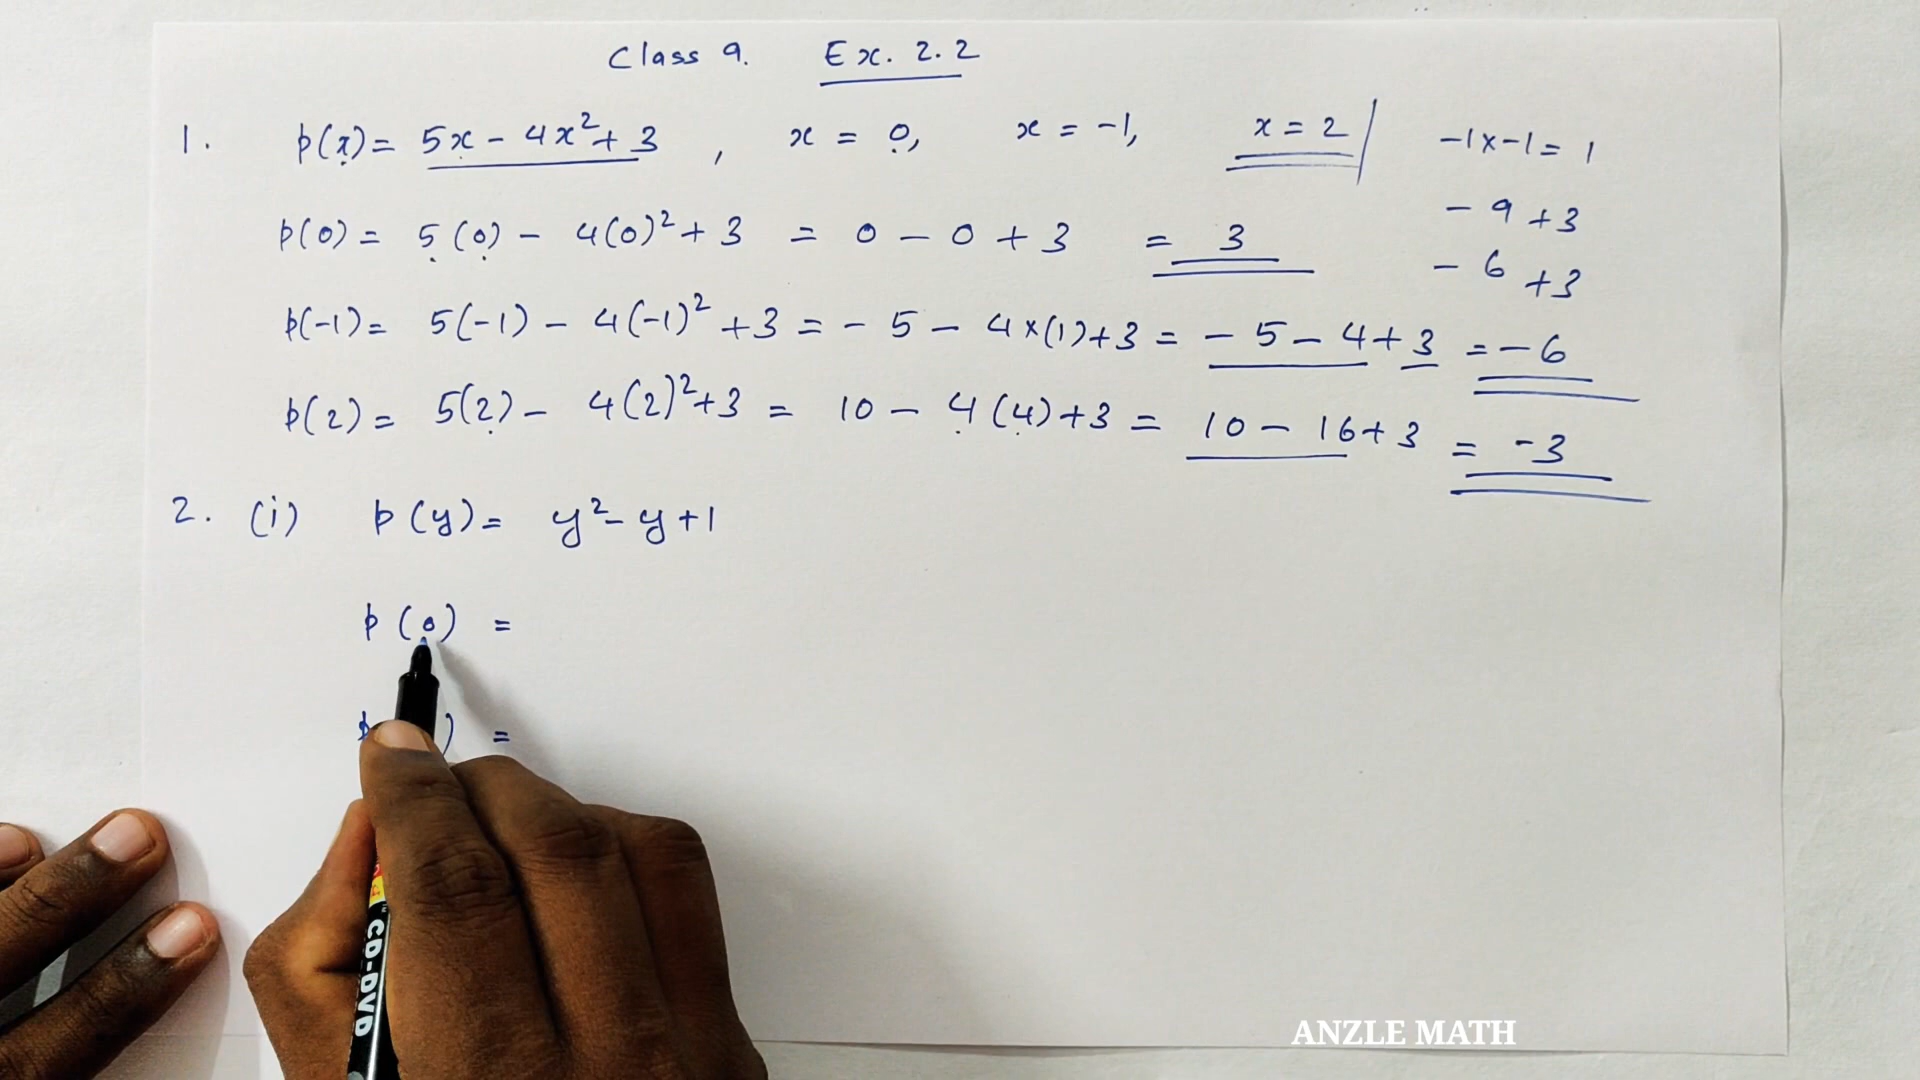 Class 9. Ex. 2.2
1. p(x) = 5x - 4x² + 3 , x = 0, x = -1, x = 2
-1x-1 = 1
p(0) = 5(0) - 4(0)² + 3 = 0 - 0 + 3 = 3
-9 +3
-6 +3
p(-1) = 5(-1) - 4(-1)² + 3 = - 5 - 4×(1)+3 = - 5 - 4 + 3 = - 6
p(2) = 5(2) - 4(2)² + 3 = 10 - 4(4) + 3 = 10 - 16 + 3 = -3
2. (i) p(y) = y² - y + 1
p(0) =
) =
CD-DVD
ANZLE MATH